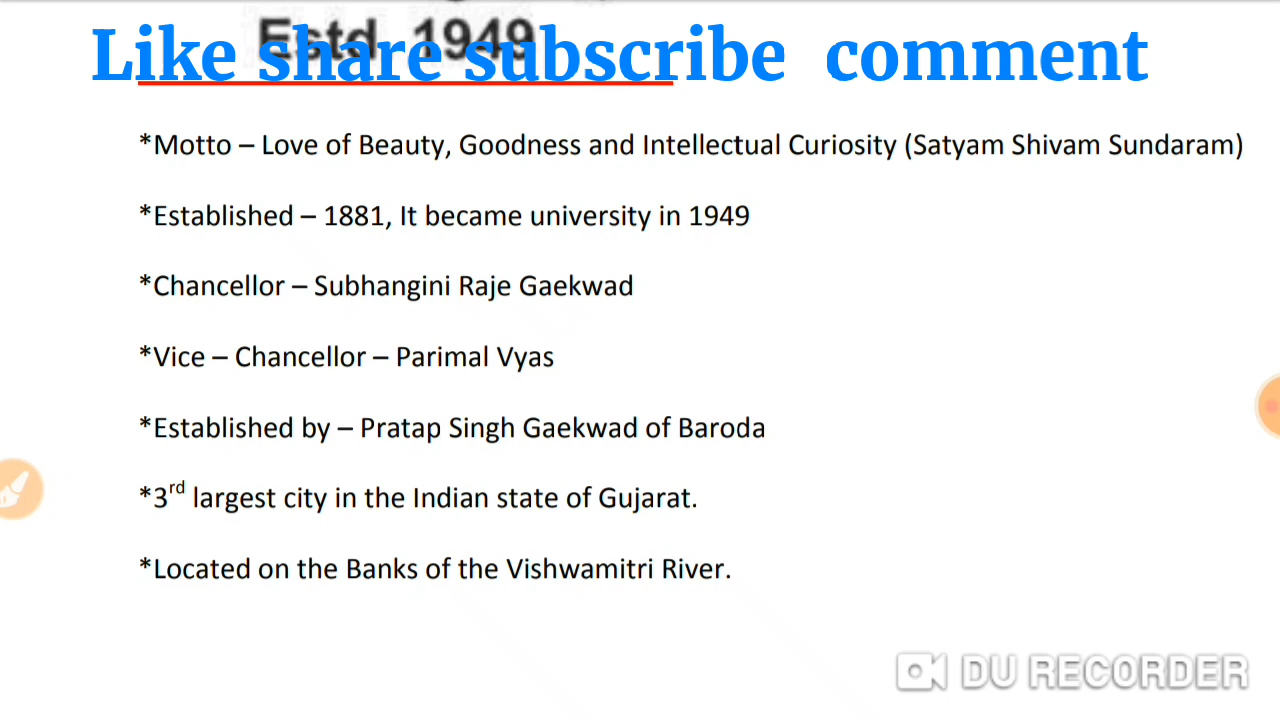 Estd. 1949
Like share subscribe comment
*Motto – Love of Beauty, Goodness and Intellectual Curiosity (Satyam Shivam Sundaram)
*Established – 1881, It became university in 1949
*Chancellor – Subhangini Raje Gaekwad
*Vice – Chancellor – Parimal Vyas
*Established by – Pratap Singh Gaekwad of Baroda
*3rd largest city in the Indian state of Gujarat.
*Located on the Banks of the Vishwamitri River.
DU RECORDER